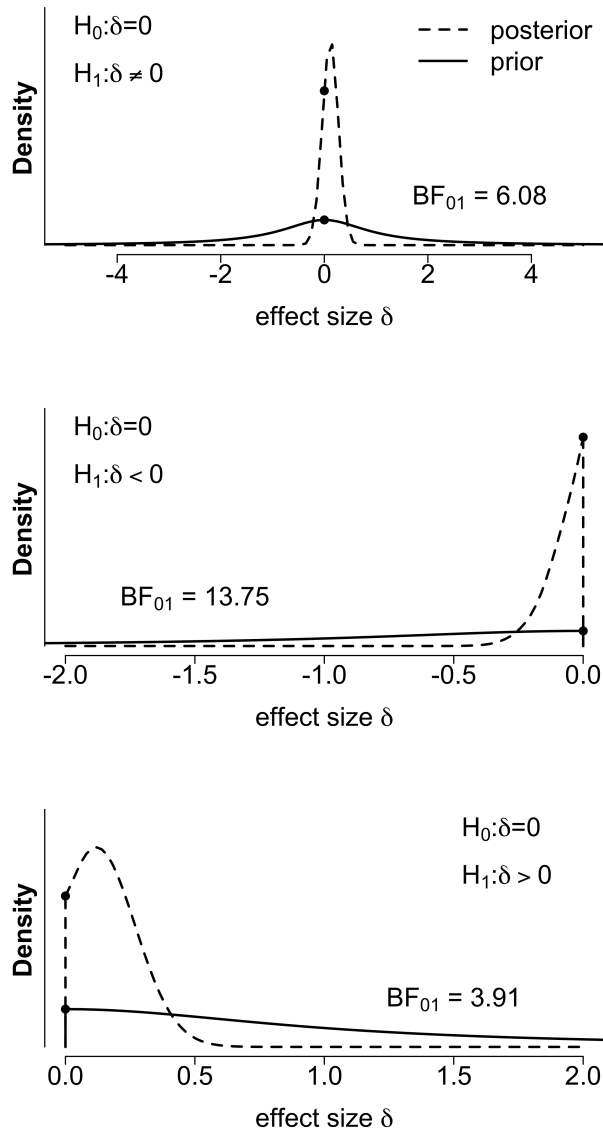 H₀:δ=0
H₁:δ ≠ 0
posterior
prior
Density
BF₀₁ = 6.08
-4 -2 0 2 4
effect size δ
H₀:δ=0
H₁:δ < 0
Density
BF₀₁ = 13.75
-2.0 -1.5 -1.0 -0.5 0.0
effect size δ
H₀:δ=0
H₁:δ > 0
Density
BF₀₁ = 3.91
0.0 0.5 1.0 1.5 2.0
effect size δ